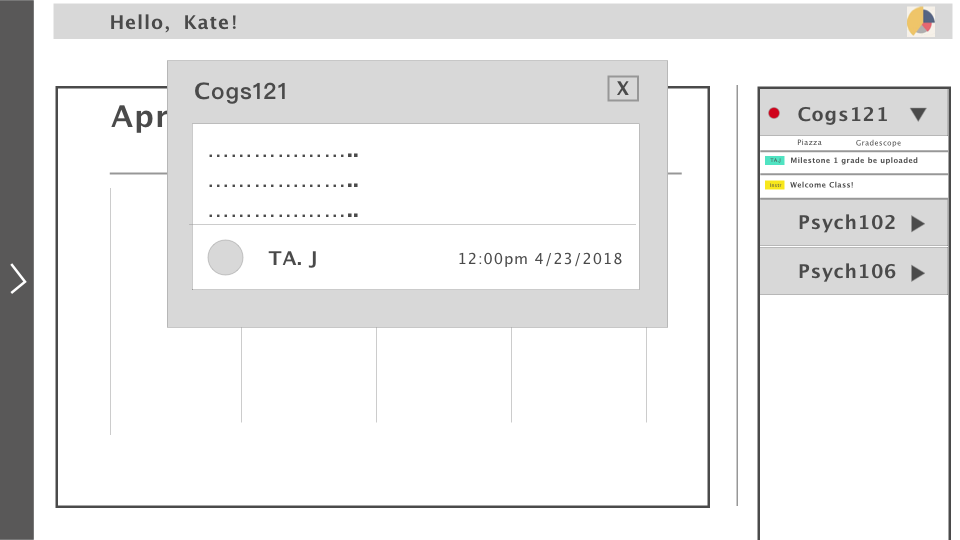 Hello, Kate!
Apr
Cogs121
X
....................
....................
....................
TA. J
12:00pm 4/23/2018
Cogs121
Piazza Gradescope
TA J Milestone 1 grade be uploaded
Welcome Class!
Psych102
Psych106